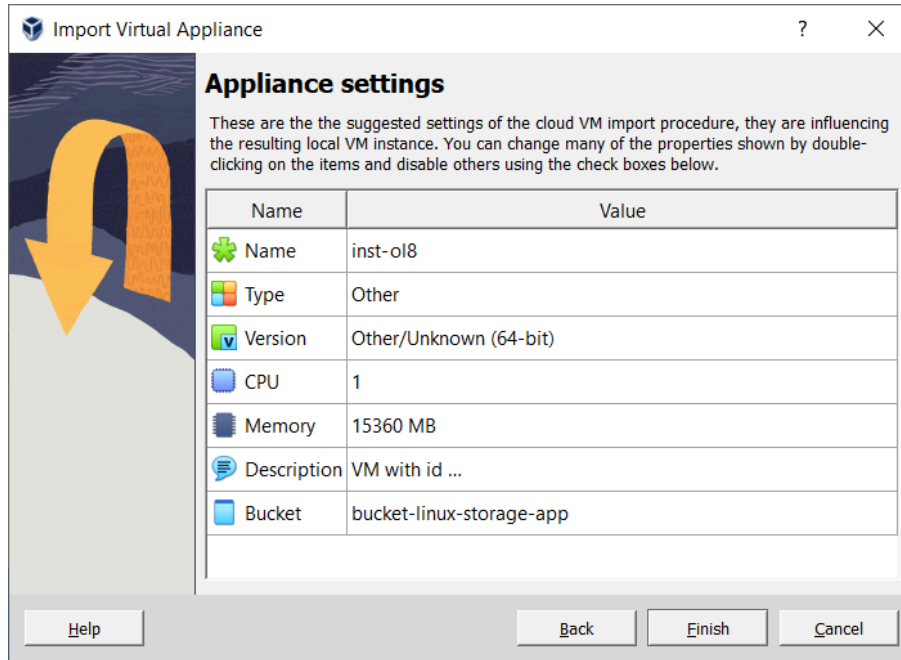 Import Virtual Appliance
Appliance settings
These are the the suggested settings of the cloud VM import procedure, they are influencing
the resulting local VM instance. You can change many of the properties shown by double-
clicking on the items and disable others using the check boxes below.
Name Value
Name inst-ol8
Type Other
v Version Other/Unknown (64-bit)
CPU 1
Memory 15360 MB
Description VM with id ...
Bucket bucket-linux-storage-app
Help Back Finish Cancel